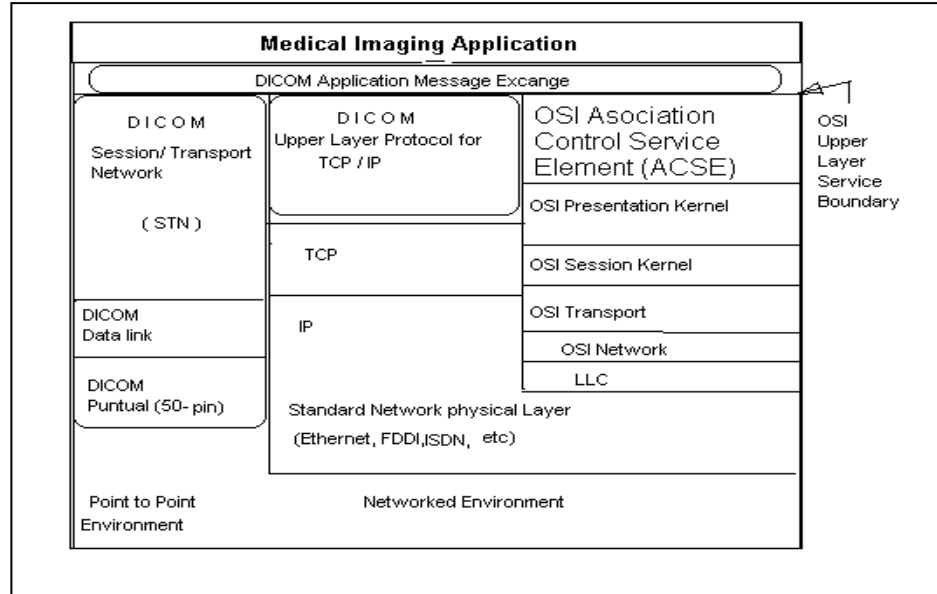 Medical Imaging Application
DICOM Application Message Excange
D I C O M
Session/ Transport
Network
( STN )
DICOM
Data link
DICOM
Puntual (50- pin)
Point to Point
Environment
D I C O M
Upper Layer Protocol for
TCP / IP
TCP
IP
Standard Network physical Layer
(Ethernet, FDDI,ISDN, etc)
Networked Environment
OSI Asociation
Control Service
Element (ACSE)
OSI Presentation Kernel
OSI Session Kernel
OSI Transport
OSI Network
LLC
OSI
Upper
Layer
Service
Boundary